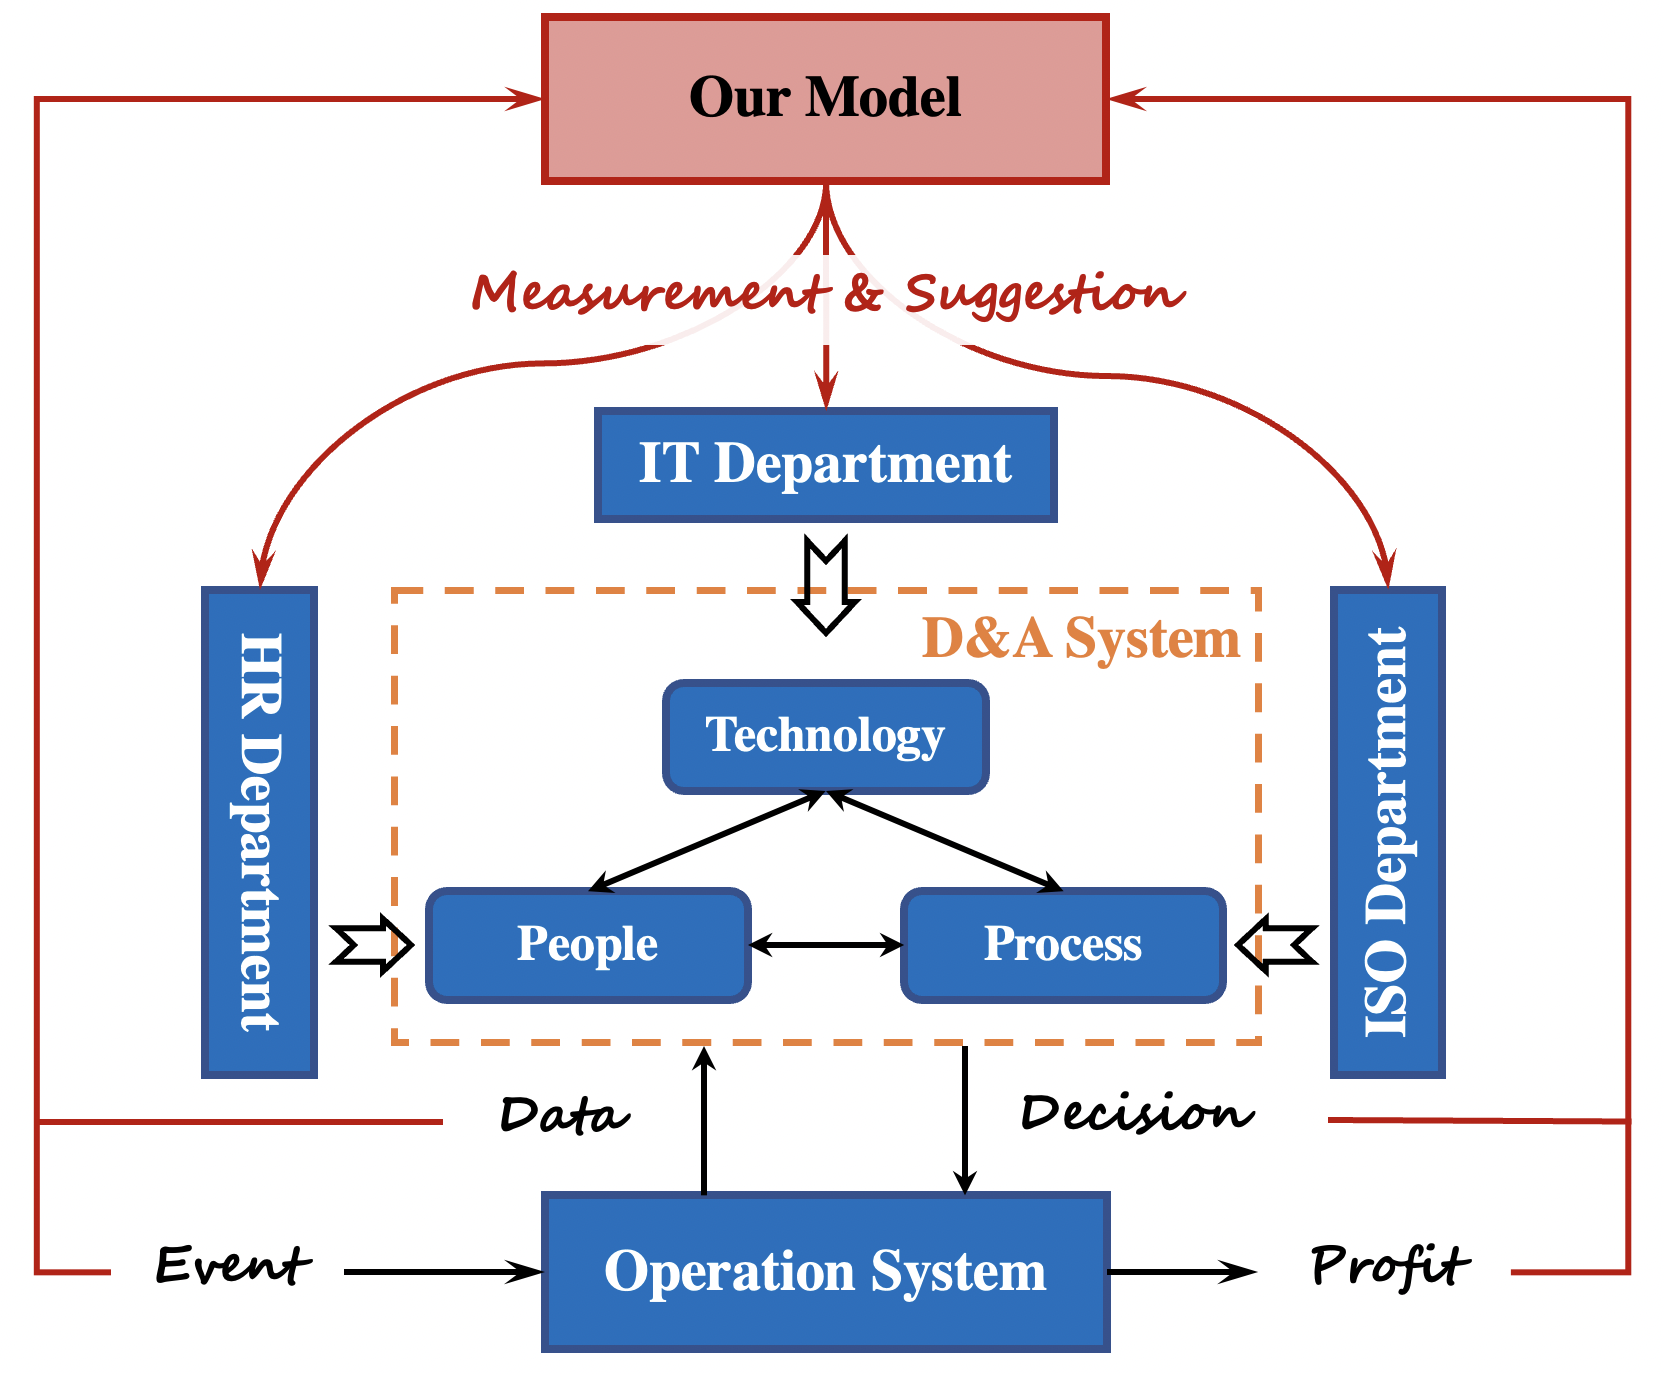 Our Model
Measurement & Suggestion
IT Department
HR Department
D&A System
ISO Department
Technology
People
Process
Data
Decision
Event
Operation System
Profit